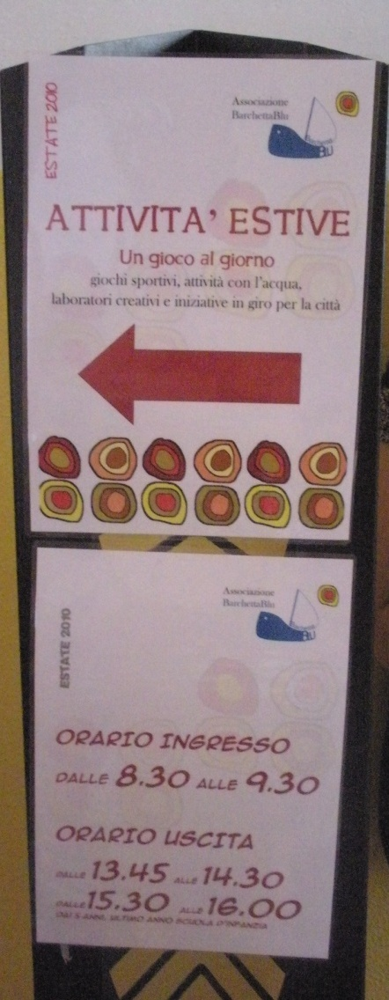 ESTATE 2010
Associazione
BarchettaBlu
BLU
ATTIVITA' ESTIVE
Un gioco al giorno
giochi sportivi, attività con l'acqua,
laboratori creativi e iniziative in giro per la città
Associazione
BarchettaBlu
BLU
ESTATE 2010
ORARIO INGRESSO
DALLE 8.30 ALLE 9.30
ORARIO USCITA
DALLE 13.45 ALLE 14.30
DALLE 15.30 ALLE 16.00
DAI 5 ANNI, ULTIMO ANNO SCUOLA D'INFANZIA